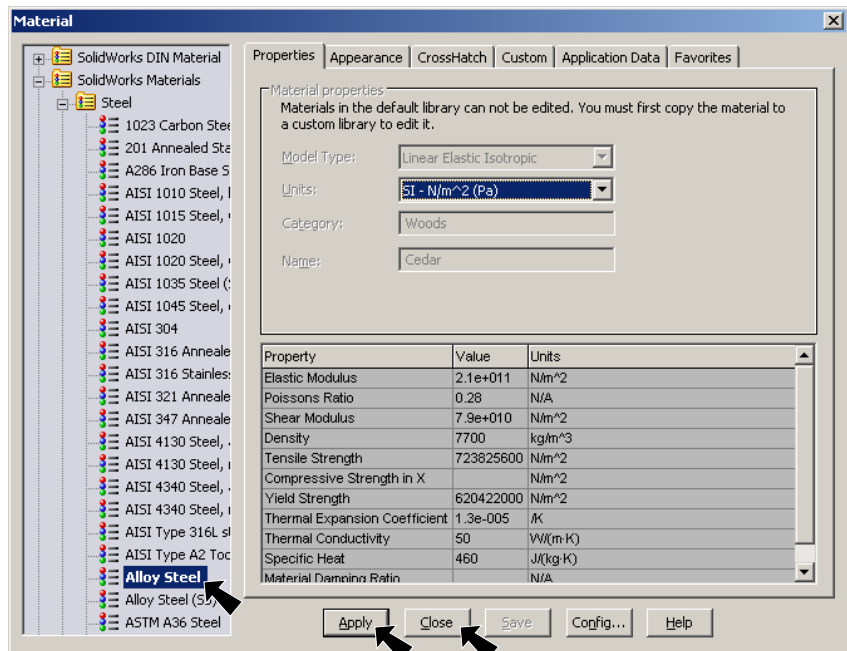 Material
SolidWorks DIN Material
SolidWorks Materials
Steel
1023 Carbon Stee
201 Annealed Sta
A286 Iron Base S
AISI 1010 Steel,
AISI 1015 Steel,
AISI 1020
AISI 1020 Steel,
AISI 1035 Steel (
AISI 1045 Steel,
AISI 304
AISI 316 Anneale
AISI 316 Stainles
AISI 321 Anneale
AISI 347 Anneale
AISI 4130 Steel,
AISI 4130 Steel,
AISI 4340 Steel,
AISI 4340 Steel,
AISI Type 316L s
AISI Type A2 Too
Alloy Steel
Alloy Steel (SS)
ASTM A36 Steel
Properties Appearance CrossHatch Custom Application Data Favorites
Material properties
Materials in the default library can not be edited. You must first copy the material to
a custom library to edit it.
Model Type: Linear Elastic Isotropic
Units: SI - N/m^2 (Pa)
Category: Woods
Name: Cedar
Property Value Units
Elastic Modulus 2.1e+011 N/m^2
Poissons Ratio 0.28 N/A
Shear Modulus 7.9e+010 N/m^2
Density 7700 kg/m^3
Tensile Strength 723825600 N/m^2
Compressive Strength in X N/m^2
Yield Strength 620422000 N/m^2
Thermal Expansion Coefficient 1.3e-005 /K
Thermal Conductivity 50 W/(m·K)
Specific Heat 460 J/(kg·K)
Material Damping Ratio N/A
Apply Close Save Config... Help